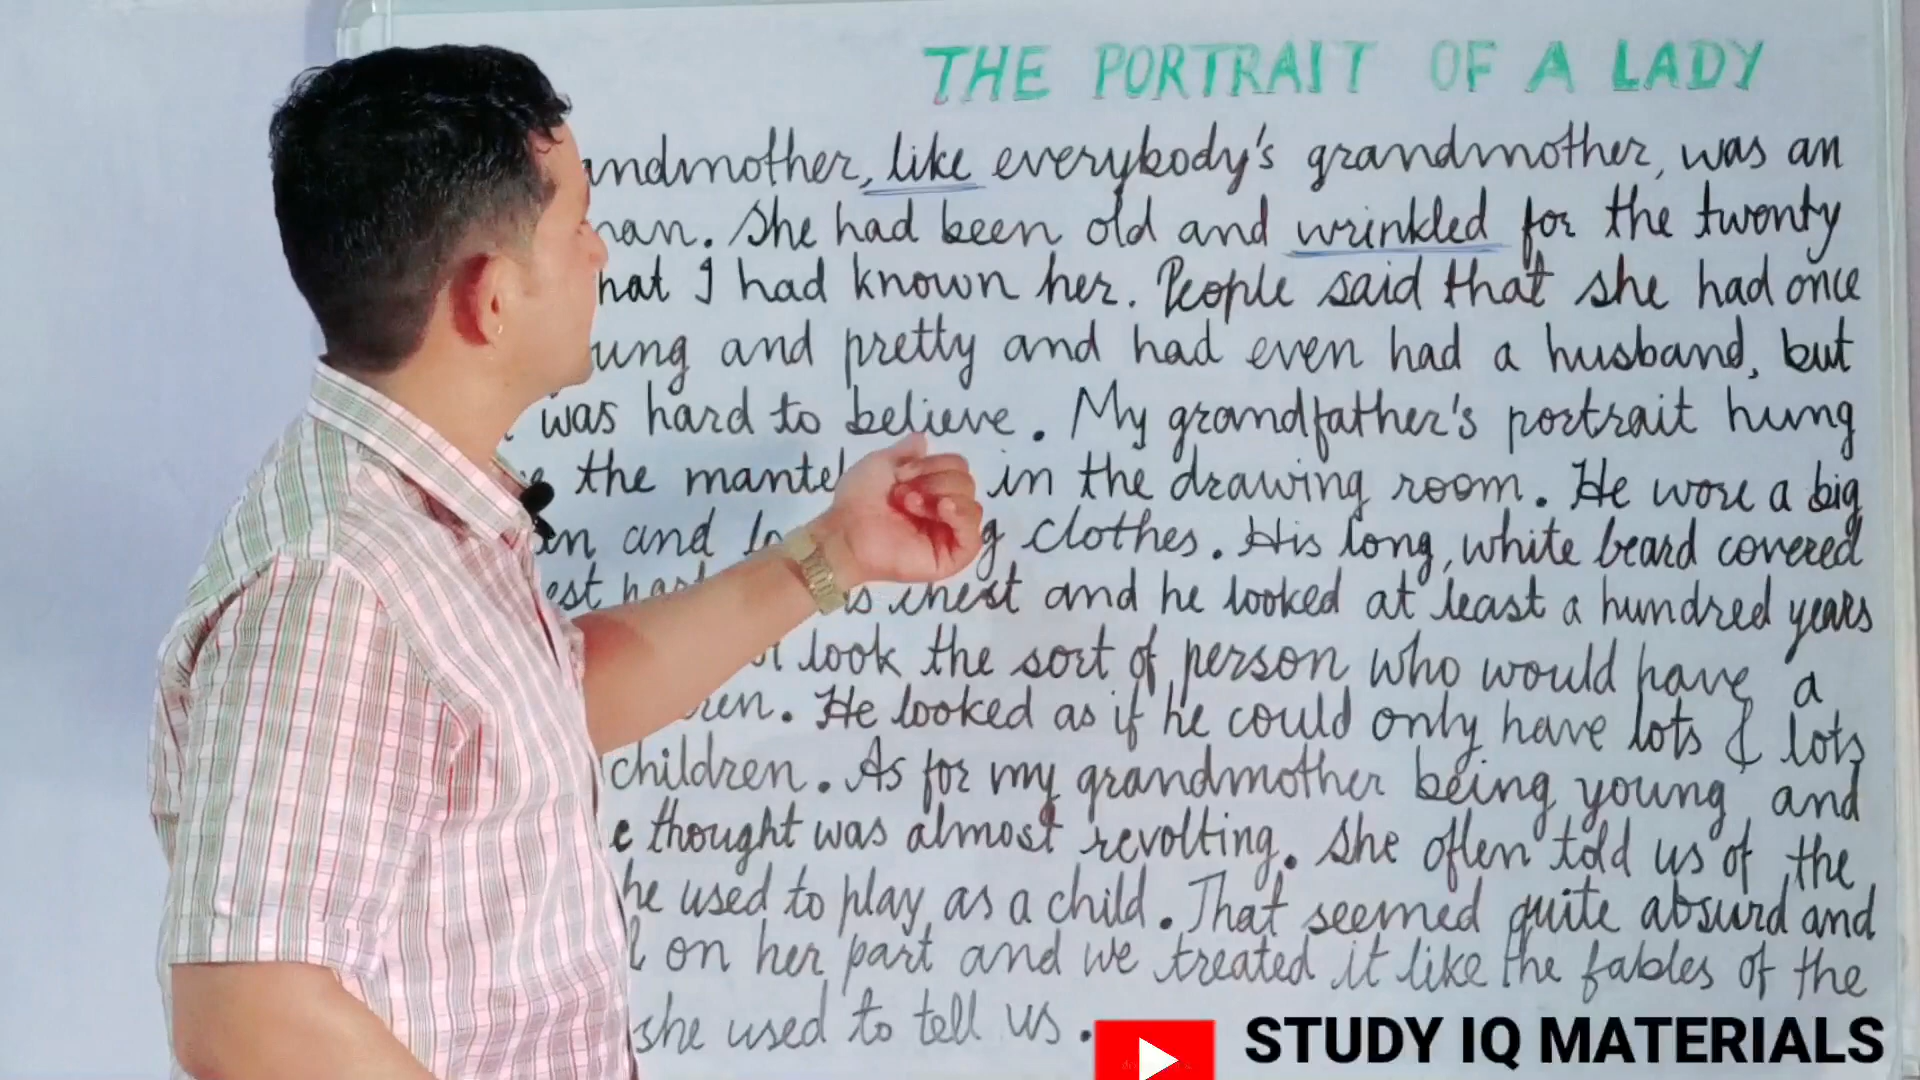 THE PORTRAIT OF A LADY
andmother, like everybody's grandmother, was an
man. She had been old and wrinkled for the twenty
hat I had known her. People said that she had once
ung and pretty and had even had a husband, but
was hard to believe. My grandfather's portrait hung
the mantel in the drawing room. He wore a big
an and lo g clothes. His long, white beard covered
est par is chest and he looked at least a hundred years
look the sort of person who would have a
ren. He looked as if he could only have lots & lots
children. As for my grandmother being young and
e thought was almost revolting. She often told us of the
he used to play as a child. That seemed quite absurd and
l on her part and we treated it like the fables of the
she used to tell us.
STUDY IQ MATERIALS